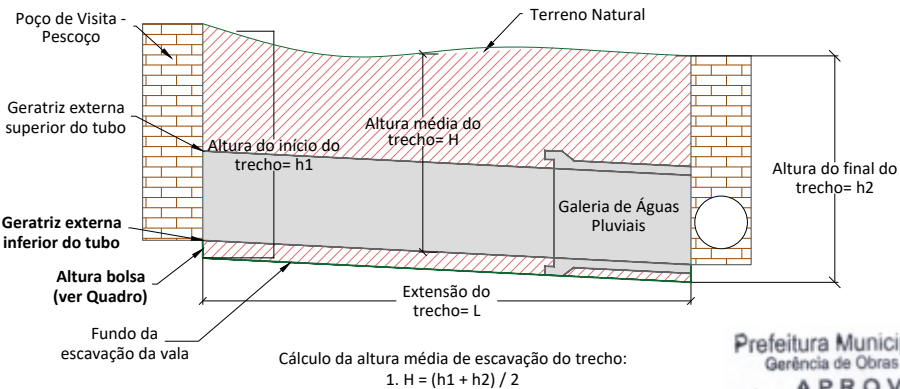 Poço de Visita -
Pescoço
Terreno Natural
Geratriz externa
superior do tubo
Altura do início do
trecho= h1
Altura média do
trecho= H
Altura do final do
trecho= h2
Galeria de Águas
Pluviais
Geratriz externa
inferior do tubo
Altura bolsa
(ver Quadro)
Extensão do
trecho= L
Fundo da
escavação da vala
Cálculo da altura média de escavação do trecho:
1. H = (h1 + h2) / 2
Prefeitura Munici
Gerência de Obras
A P R O V